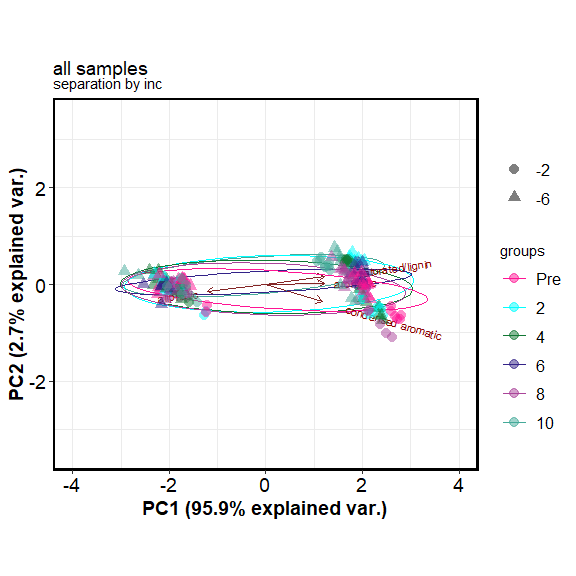 all samples
separation by inc
PC2 (2.7% explained var.)
2
0
-2
-4
-2
0
2
4
PC1 (95.9% explained var.)
lignin
aromatic
-2
-6
groups
Pre
2
4
6
8
10